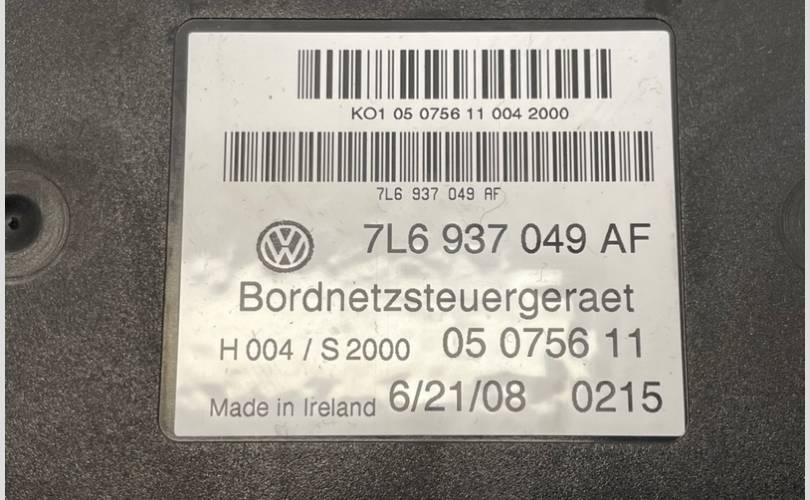 KO1 05 0756 11 004 2000
7L6 937 049 AF
7L6 937 049 AF
Bordnetzsteuergeraet
H 004 / S 2000 05 0756 11
Made in Ireland 6/21/08 0215